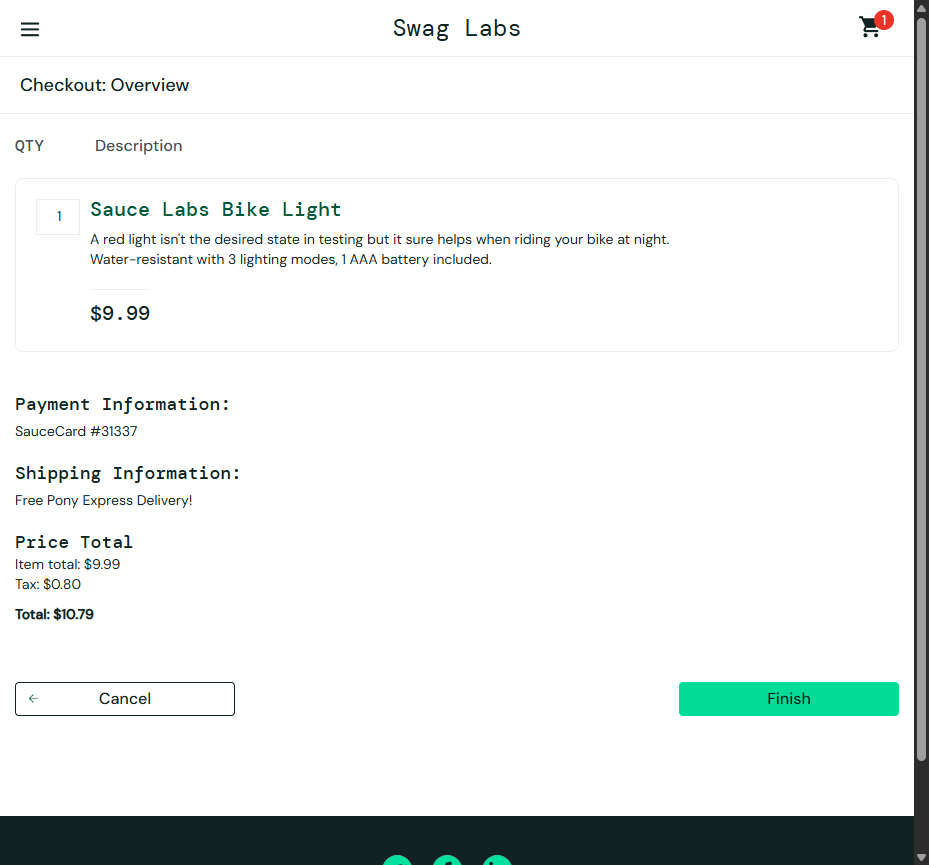 Swag Labs
1
Checkout: Overview
QTY Description
1
Sauce Labs Bike Light
A red light isn't the desired state in testing but it sure helps when riding your bike at night.
Water-resistant with 3 lighting modes, 1 AAA battery included.
$9.99
Payment Information:
SauceCard #31337
Shipping Information:
Free Pony Express Delivery!
Price Total
Item total: $9.99
Tax: $0.80
Total: $10.79
Cancel
Finish